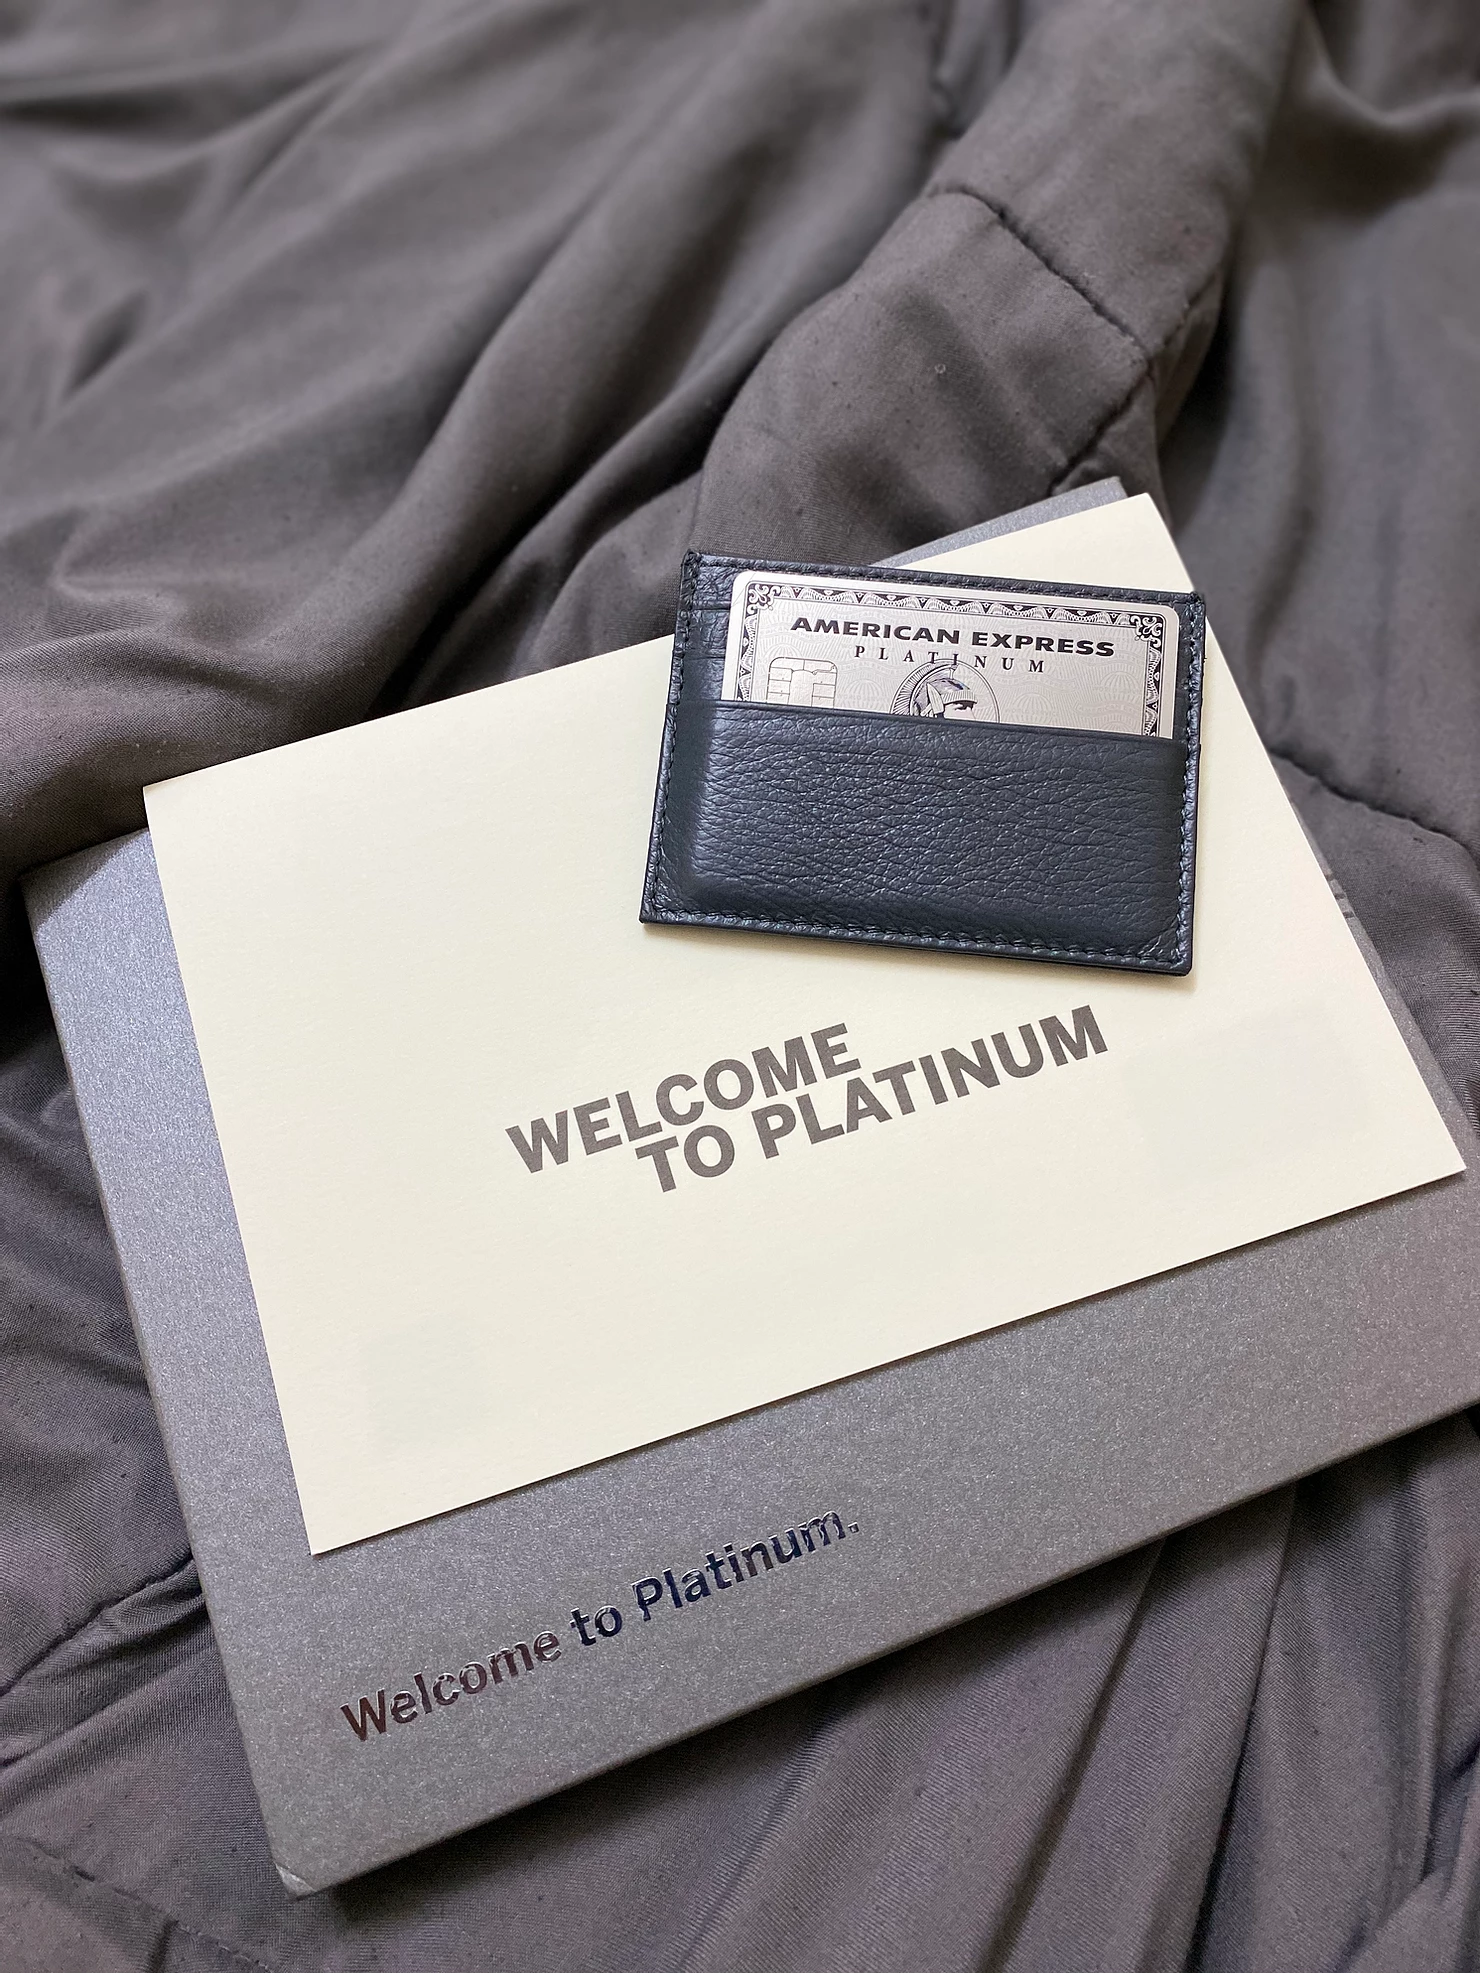 AMERICAN EXPRESS
PLATINUM
WELCOME
TO PLATINUM
Welcome to Platinum.